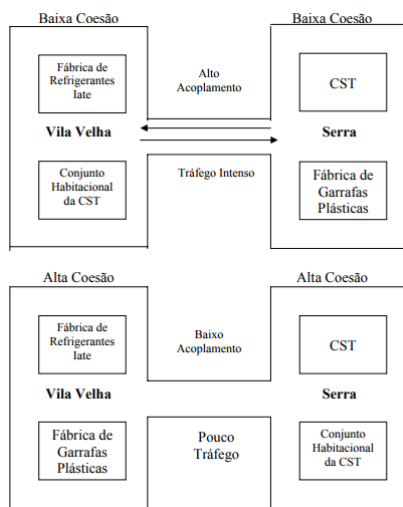 Baixa Coesão
Baixa Coesão
Fábrica de
Refrigerantes
Iate
Alto
Acoplamento
CST
Vila Velha
Serra
Conjunto
Habitacional
da CST
Tráfego Intenso
Fábrica de
Garrafas
Plásticas
Alta Coesão
Alta Coesão
Fábrica de
Refrigerantes
Iate
Baixo
Acoplamento
CST
Vila Velha
Serra
Fábrica de
Garrafas
Plásticas
Pouco
Tráfego
Conjunto
Habitacional
da CST